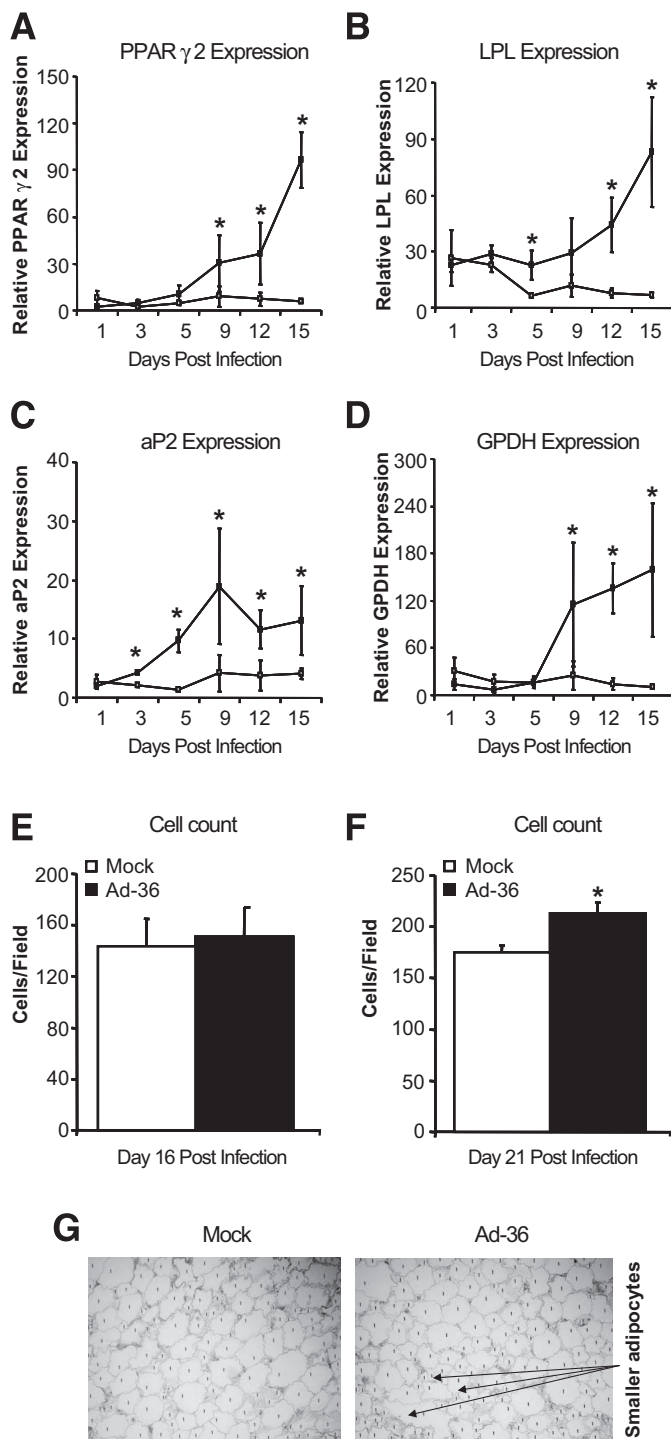 A
PPAR γ 2 Expression
Relative PPAR γ 2 Expression
150
120
90
60
30
0
*
*
*
1 3 5 9 12 15
Days Post Infection
B
LPL Expression
Relative LPL Expression
120
90
60
30
0
*
*
*
1 3 5 9 12 15
Days Post Infection
C
aP2 Expression
Relative aP2 Expression
40
30
20
10
0
*
*
*
*
*
1 3 5 9 12 15
Days Post Infection
D
GPDH Expression
Relative GPDH Expression
300
240
180
120
60
0
*
*
*
1 3 5 9 12 15
Days Post Infection
E
Cell count
Mock
Ad-36
Cells/Field
200
160
120
80
40
0
Day 16 Post Infection
F
Cell count
Mock
Ad-36
Cells/Field
250
200
150
100
50
0
*
Day 21 Post Infection
G
Mock
Ad-36
Smaller adipocytes